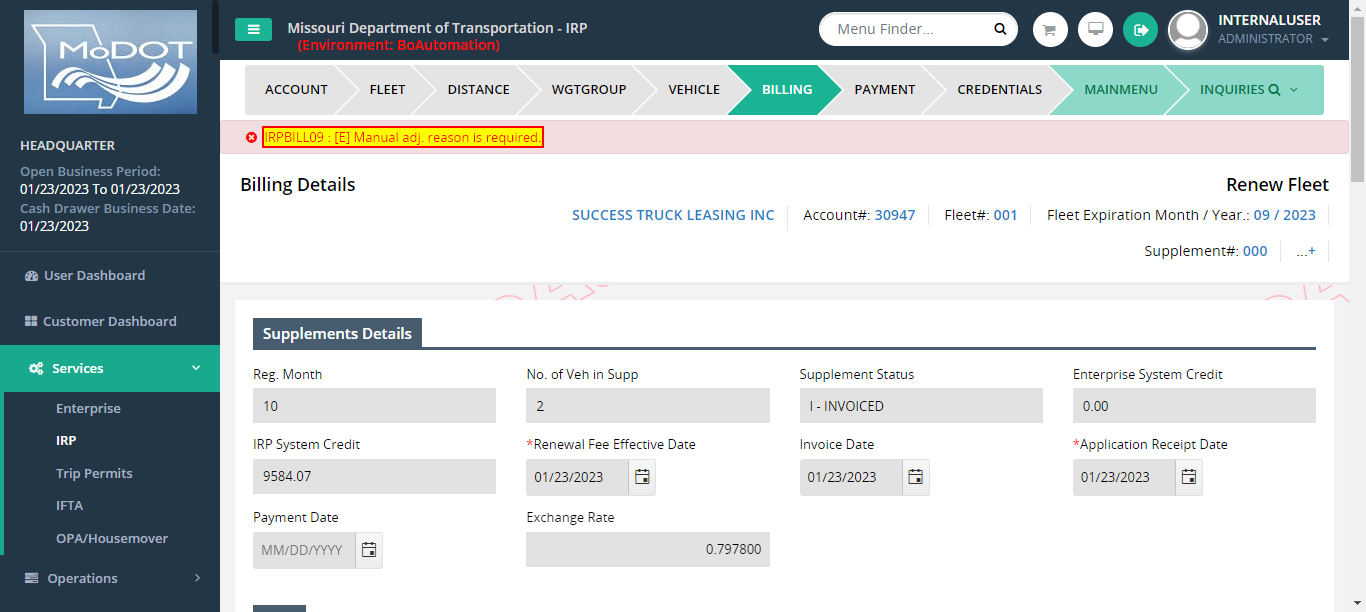 MoDOT
HEADQUARTER
Open Business Period:
01/23/2023 To 01/23/2023
Cash Drawer Business Date:
01/23/2023
User Dashboard
Customer Dashboard
Services
Enterprise
IRP
Trip Permits
IFTA
OPA/Housemover
Operations
Missouri Department of Transportation - IRP
(Environment: BoAutomation)
Menu Finder...
INTERNALUSER
ADMINISTRATOR
ACCOUNT FLEET DISTANCE WGTGROUP VEHICLE BILLING PAYMENT CREDENTIALS MAINMENU INQUIRIES
IRPBILL09 : [E] Manual adj. reason is required.
Billing Details
Renew Fleet
SUCCESS TRUCK LEASING INC Account#: 30947 Fleet#: 001 Fleet Expiration Month / Year.: 09 / 2023
Supplement#: 000 ...+
Supplements Details
Reg. Month No. of Veh in Supp Supplement Status Enterprise System Credit
10 2 I - INVOICED 0.00
IRP System Credit *Renewal Fee Effective Date Invoice Date *Application Receipt Date
9584.07 01/23/2023 01/23/2023 01/23/2023
Payment Date Exchange Rate
MM/DD/YYYY 0.797800